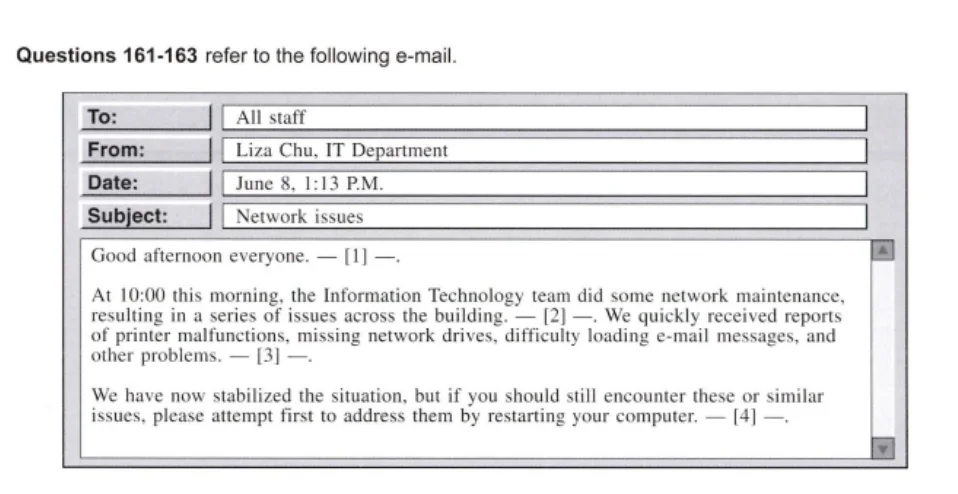 Questions 161-163 refer to the following e-mail.
To: All staff
From: Liza Chu, IT Department
Date: June 8, 1:13 P.M.
Subject: Network issues
Good afternoon everyone. — [1] —.
At 10:00 this morning, the Information Technology team did some network maintenance,
resulting in a series of issues across the building. — [2] —. We quickly received reports
of printer malfunctions, missing network drives, difficulty loading e-mail messages, and
other problems. — [3] —.
We have now stabilized the situation, but if you should still encounter these or similar
issues, please attempt first to address them by restarting your computer. — [4] —.